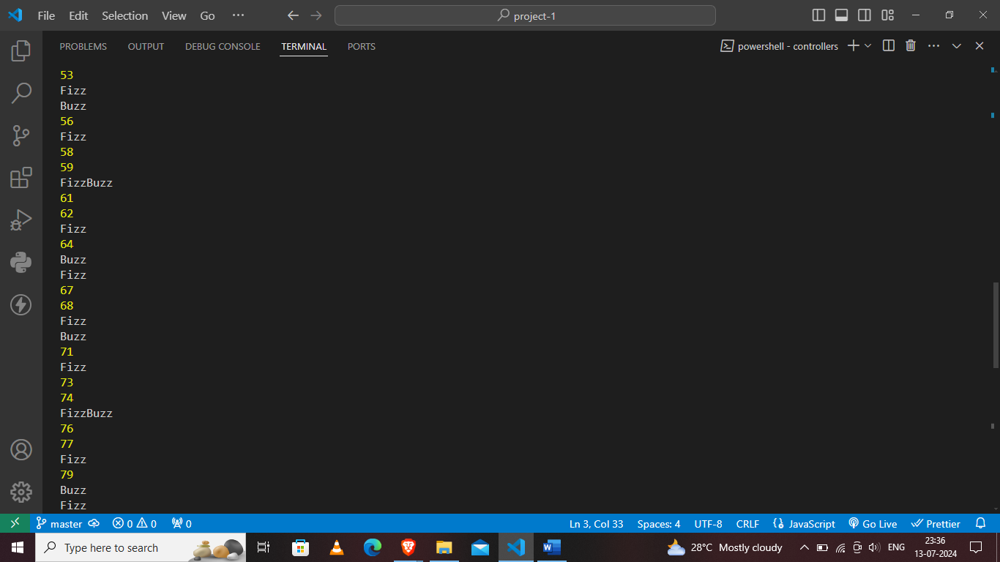 File Edit Selection View Go ··· project-1
PROBLEMS OUTPUT DEBUG CONSOLE TERMINAL PORTS powershell - controllers
53
Fizz
Buzz
56
Fizz
58
59
FizzBuzz
61
62
Fizz
64
Buzz
Fizz
67
68
Fizz
Buzz
71
Fizz
73
74
FizzBuzz
76
77
Fizz
79
Buzz
Fizz
master 0 0 0 Ln 3, Col 33 Spaces: 4 UTF-8 CRLF JavaScript Go Live Prettier
Type here to search 28°C Mostly cloudy ENG 23:36
13-07-2024